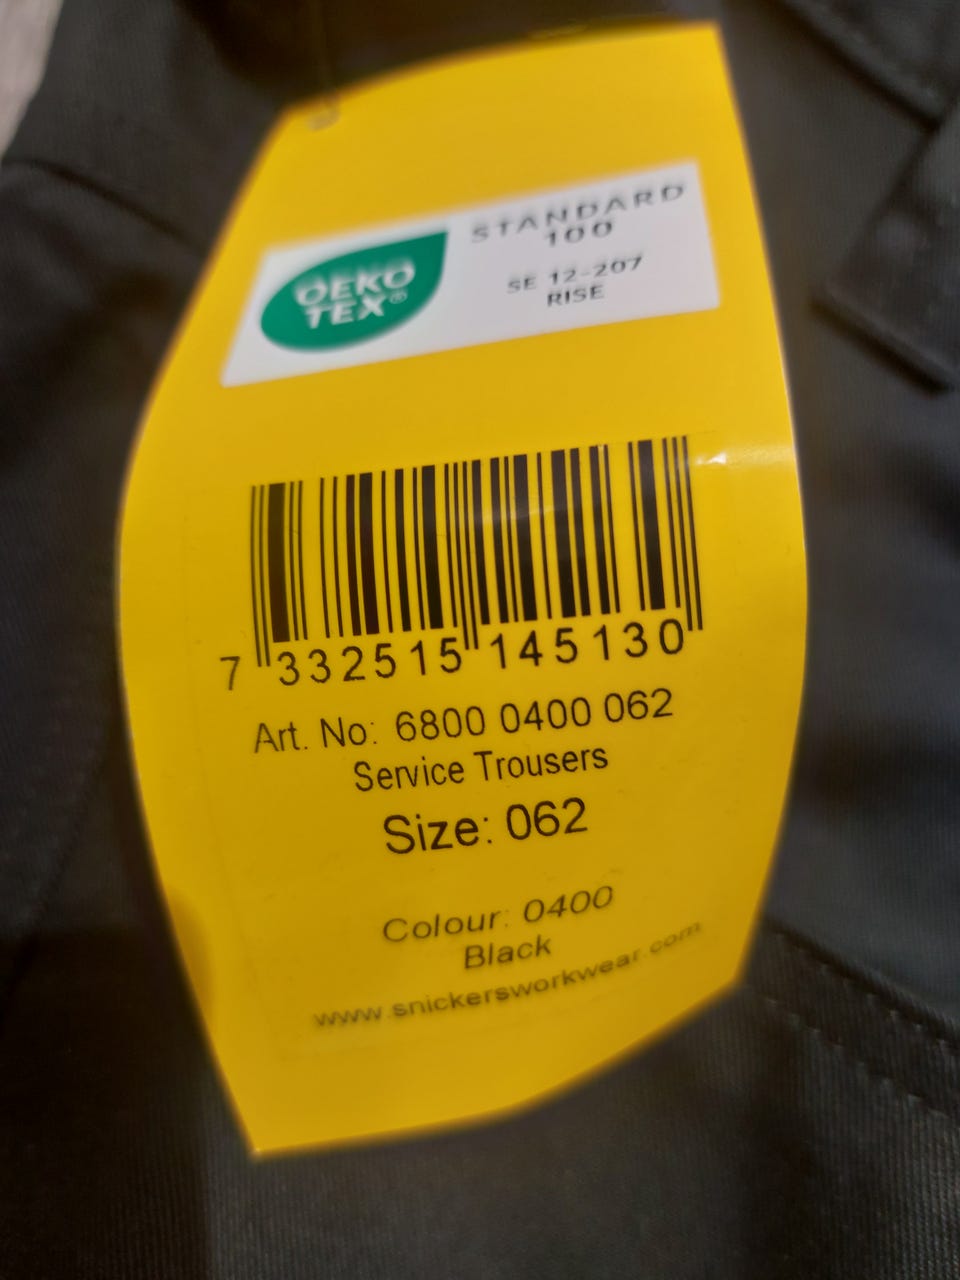 OEKO
TEX®
STANDARD
100
SE 12-207
RISE
7 332515 145130
Art. No: 6800 0400 062
Service Trousers
Size: 062
Colour: 0400
Black
www.snickersworkwear.com